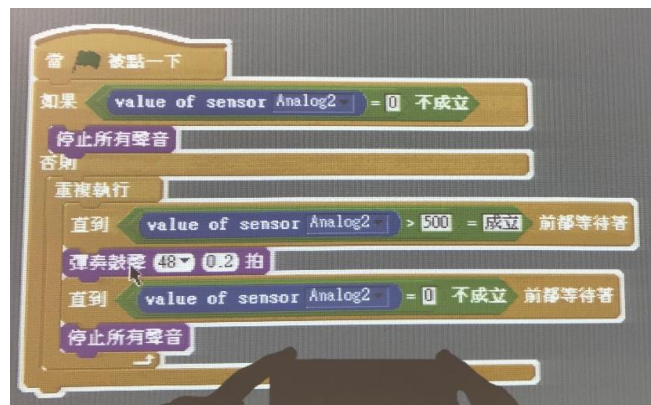 當 被點一下
如果 value of sensor Analog2 = 0 不成立
停止所有聲音
否則
重複執行
直到 value of sensor Analog2 > 500 = 成立 前都等待著
彈奏鼓聲 48 0.2 拍
直到 value of sensor Analog2 = 0 不成立 前都等待著
停止所有聲音